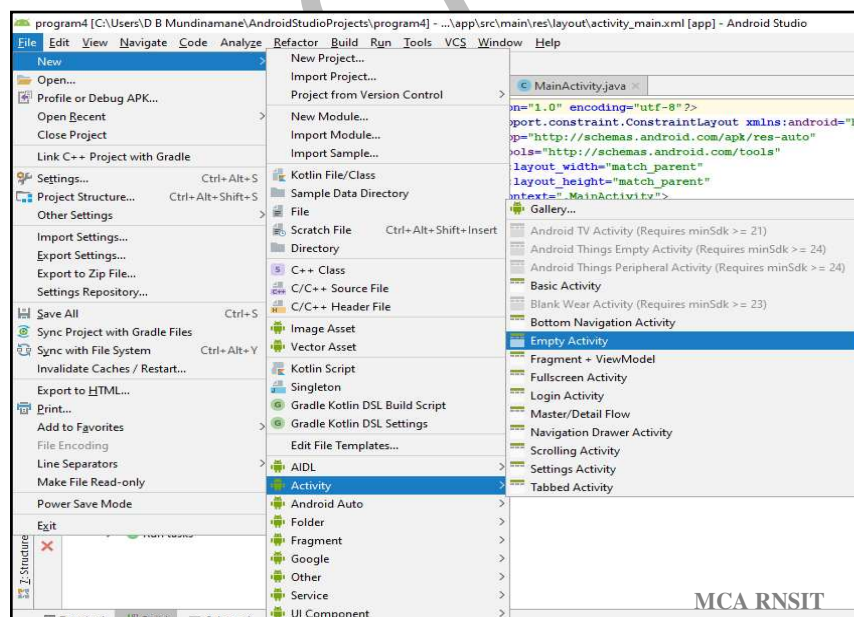 program4 [C:\Users\D B Mundinamane\AndroidStudioProjects\program4] - ...\app\src\main\res\layout\activity_main.xml [app] - Android Studio
File Edit View Navigate Code Analyze Refactor Build Run Tools VCS Window Help
New
Open...
Profile or Debug APK...
Open Recent
Close Project
Link C++ Project with Gradle
Settings... Ctrl+Alt+S
Project Structure... Ctrl+Alt+Shift+S
Other Settings
Import Settings...
Export Settings...
Export to Zip File...
Settings Repository...
Save All Ctrl+S
Sync Project with Gradle Files
Sync with File System Ctrl+Alt+Y
Invalidate Caches / Restart...
Export to HTML...
Print...
Add to Favorites
File Encoding
Line Separators
Make File Read-only
Power Save Mode
Exit
New Project...
Import Project...
Project from Version Control
New Module...
Import Module...
Import Sample...
Kotlin File/Class
Sample Data Directory
File
Scratch File Ctrl+Alt+Shift+Insert
Directory
C++ Class
C/C++ Source File
C/C++ Header File
Image Asset
Vector Asset
Kotlin Script
Singleton
Gradle Kotlin DSL Build Script
Gradle Kotlin DSL Settings
Edit File Templates...
AIDL
Activity
Android Auto
Folder
Fragment
Google
Other
Service
UI Component
MainActivity.java
on="1.0" encoding="utf-8"?>
pport.constraint.ConstraintLayout xmlns:android="
pp="http://schemas.android.com/apk/res-auto"
ools="http://schemas.android.com/tools"
:layout_width="match_parent"
:layout_height="match_parent"
ontext=".MainActivity">
Gallery...
Android TV Activity (Requires minSdk >= 21)
Android Things Empty Activity (Requires minSdk >= 24)
Android Things Peripheral Activity (Requires minSdk >= 24)
Basic Activity
Blank Wear Activity (Requires minSdk >= 23)
Bottom Navigation Activity
Empty Activity
Fragment + ViewModel
Fullscreen Activity
Login Activity
Master/Detail Flow
Navigation Drawer Activity
Scrolling Activity
Settings Activity
Tabbed Activity
Run tasks
Z: Structure
MCA RNSIT